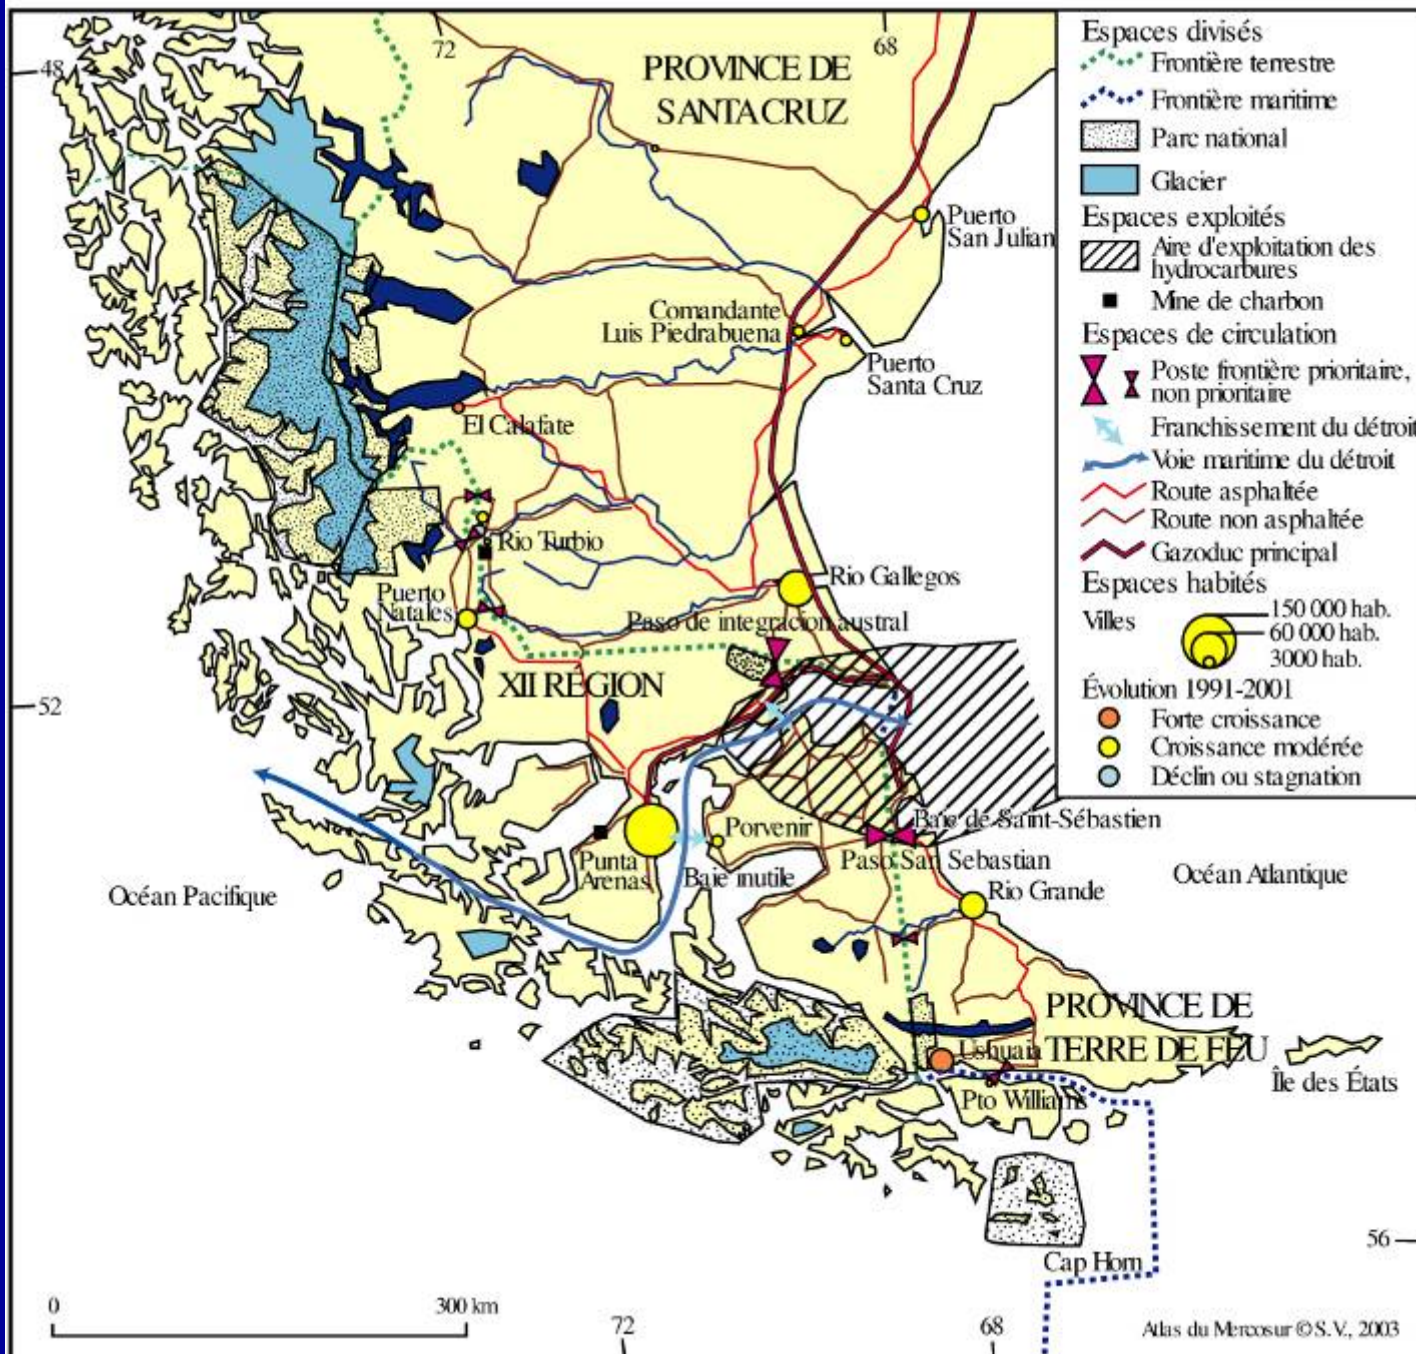 72
68
48
PROVINCE DE
SANTA CRUZ
Puerto
San Julian
Comandante
Luis Piedrabuena
Puerto
Santa Cruz
El Calafate
Rio Turbio
Puerto
Natales
Rio Gallegos
Paso de integracion austral
XII RÉGION
52
Baie de Saint-Sébastien
Porvenir
Punta
Arenas
Baie inutile
Paso San Sebastian
Océan Pacifique
Océan Atlantique
Rio Grande
PROVINCE DE
TERRE DE FEU
Ushuaia
Île des États
Pto Williams
56
Cap Horn
0
300 km
72
68
Atlas du Mercosur © S.V., 2003
Espaces divisés
Frontière terrestre
Frontière maritime
Parc national
Glacier
Espaces exploités
Aire d'exploitation des
hydrocarbures
Mine de charbon
Espaces de circulation
Poste frontière prioritaire,
non prioritaire
Franchissement du détroit
Voie maritime du détroit
Route asphaltée
Route non asphaltée
Gazoduc principal
Espaces habités
Villes
150 000 hab.
60 000 hab.
3000 hab.
Évolution 1991-2001
Forte croissance
Croissance modérée
Déclin ou stagnation